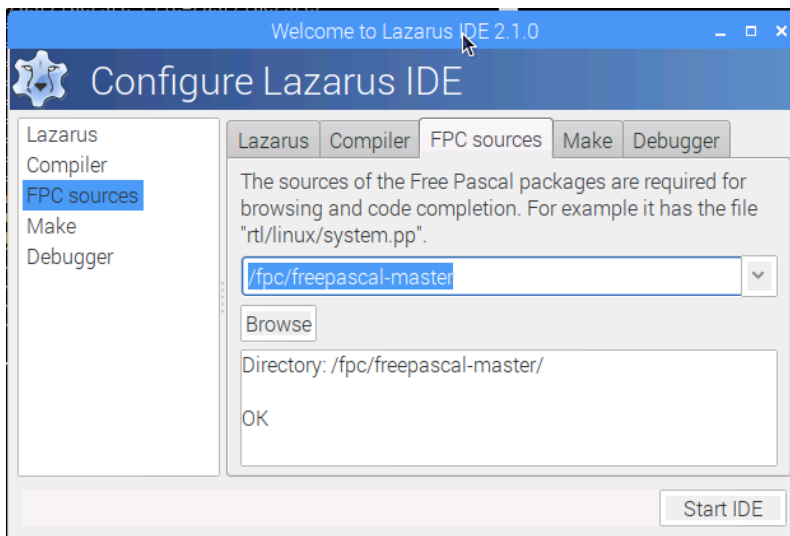 Welcome to Lazarus IDE 2.1.0
Configure Lazarus IDE
Lazarus
Compiler
FPC sources
Make
Debugger
Lazarus Compiler FPC sources Make Debugger
The sources of the Free Pascal packages are required for
browsing and code completion. For example it has the file
"rtl/linux/system.pp".
/fpc/freepascal-master
Browse
Directory: /fpc/freepascal-master/
OK
Start IDE